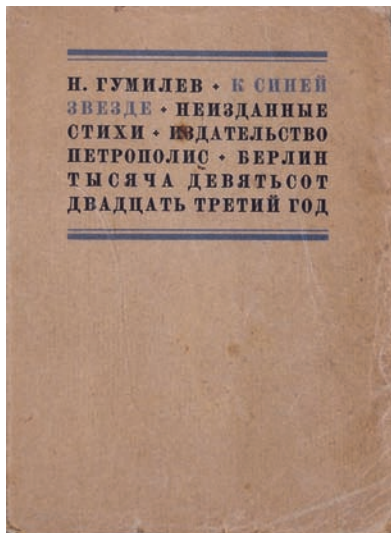 Н. ГУМИЛЕВ • К СИНЕЙ
ЗВЕЗДЕ • НЕИЗДАННЫЕ
СТИХИ • ИЗДАТЕЛЬСТВО
ПЕТРОПОЛИС • БЕРЛИН
ТЫСЯЧА ДЕВЯТЬСОТ
ДВАДЦАТЬ ТРЕТИЙ ГОД